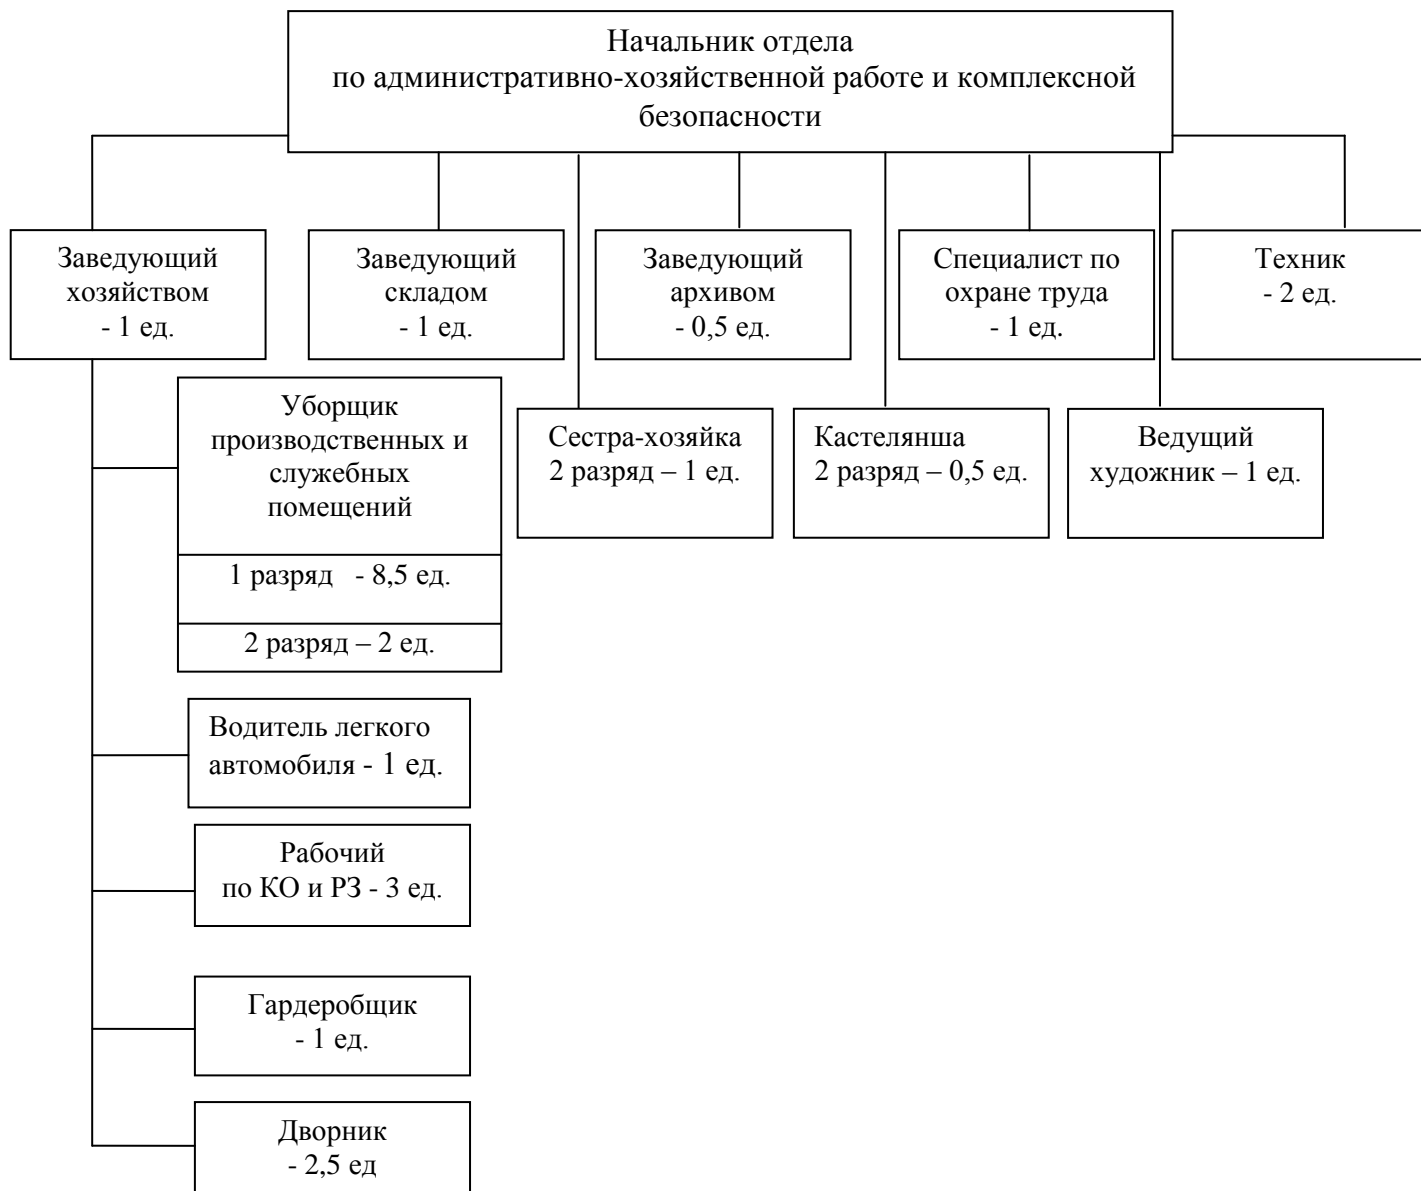 Начальник отдела
по административно-хозяйственной работе и комплексной
безопасности
Заведующий
хозяйством
- 1 ед.
Заведующий
складом
- 1 ед.
Заведующий
архивом
- 0,5 ед.
Специалист по
охране труда
- 1 ед.
Техник
- 2 ед.
Уборщик
производственных и
служебных
помещений
1 разряд - 8,5 ед.
2 разряд – 2 ед.
Сестра-хозяйка
2 разряд – 1 ед.
Кастелянша
2 разряд – 0,5 ед.
Ведущий
художник – 1 ед.
Водитель легкого
автомобиля - 1 ед.
Рабочий
по КО и РЗ - 3 ед.
Гардеробщик
- 1 ед.
Дворник
- 2,5 ед